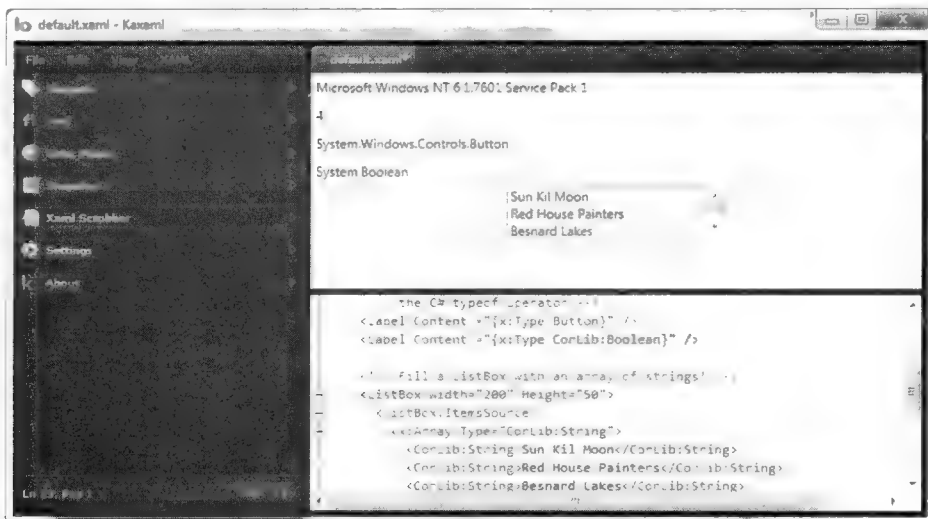 default.xaml - Kaxaml
File Edit View
default.xaml*
Microsoft Windows NT 6.1.7601 Service Pack 1
4
System.Windows.Controls.Button
System.Boolean
Sun Kil Moon
Red House Painters
Besnard Lakes
Xaml Scrubber
Settings
About
the C# typeof operator
<Label Content ="{x:Type Button}" />
<Label Content ="{x:Type CorLib:Boolean}" />
Fill a ListBox with an array of strings!
<ListBox Width="200" Height="50">
<ListBox.ItemsSource
<x:Array Type="CorLib:String">
<CorLib:String>Sun Kil Moon</CorLib:String>
<CorLib:String>Red House Painters</CorLib:String>
<CorLib:String>Besnard Lakes</CorLib:String>